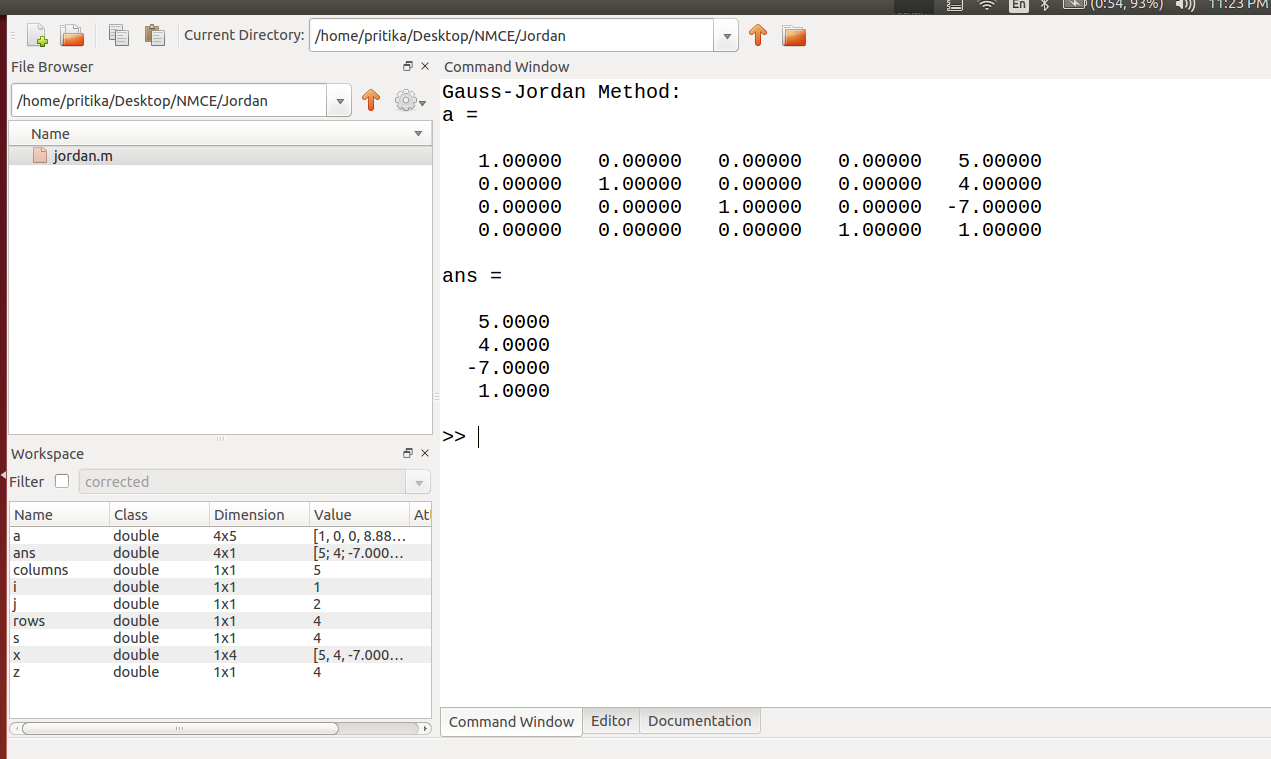 En (0:54, 93%) 11:23 PM
Current Directory: /home/pritika/Desktop/NMCE/Jordan
File Browser
/home/pritika/Desktop/NMCE/Jordan
Name
jordan.m
Workspace
Filter corrected
Name Class Dimension Value Att
a double 4x5 [1, 0, 0, 8.88...
ans double 4x1 [5; 4; -7.000...
columns double 1x1 5
i double 1x1 1
j double 1x1 2
rows double 1x1 4
s double 1x1 4
x double 1x4 [5, 4, -7.000...
z double 1x1 4
Command Window
Gauss-Jordan Method:
a =
1.00000 0.00000 0.00000 0.00000 5.00000
0.00000 1.00000 0.00000 0.00000 4.00000
0.00000 0.00000 1.00000 0.00000 -7.00000
0.00000 0.00000 0.00000 1.00000 1.00000
ans =
5.0000
4.0000
-7.0000
1.0000
>>
Command Window Editor Documentation